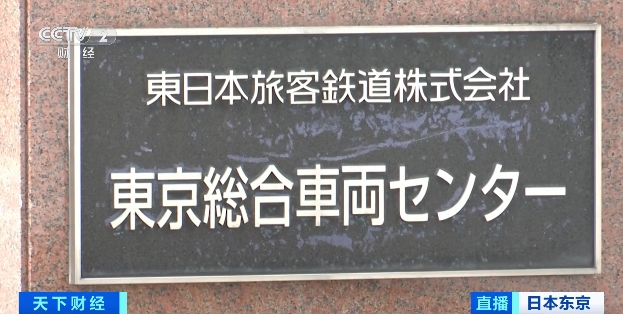 CCTV 2
财经
東日本旅客鉄道株式会社
東京総合車両センター
天下财经
直播 日本东京